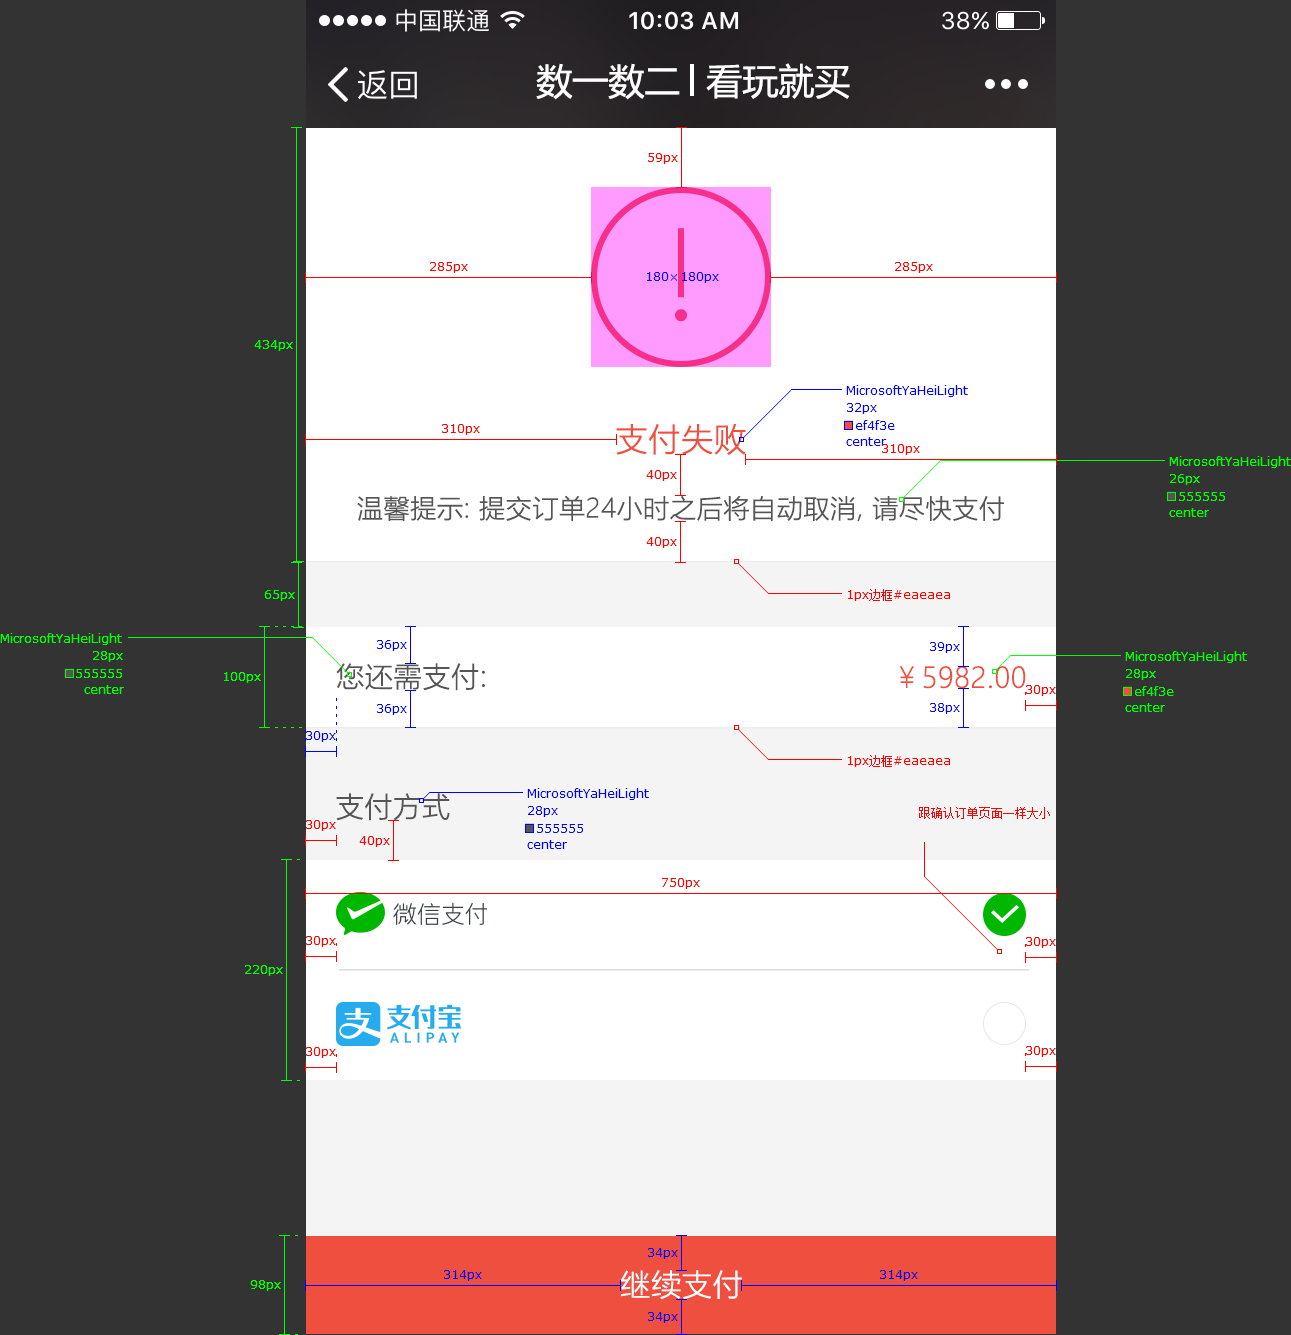 中国联通 10:03 AM 38%
返回 数一数二 | 看玩就买
59px
285px 180×180px 285px
434px
MicrosoftYaHeiLight
32px
ef4f3e
center
310px 支付失败 310px
40px
MicrosoftYaHeiLight
26px
555555
center
温馨提示: 提交订单24小时之后将自动取消, 请尽快支付
40px
65px 1px边框#eaeaea
MicrosoftYaHeiLight
28px
555555
center
100px
36px 39px
您还需支付: ¥ 5982.00
MicrosoftYaHeiLight
28px
ef4f3e
center
30px
36px 38px
30px
1px边框#eaeaea
支付方式
MicrosoftYaHeiLight
28px
555555
center
跟确认订单页面一样大小
30px 40px
750px
微信支付
30px 30px
220px
支付宝
ALIPAY
30px 30px
98px 34px
314px 继续支付 314px
34px